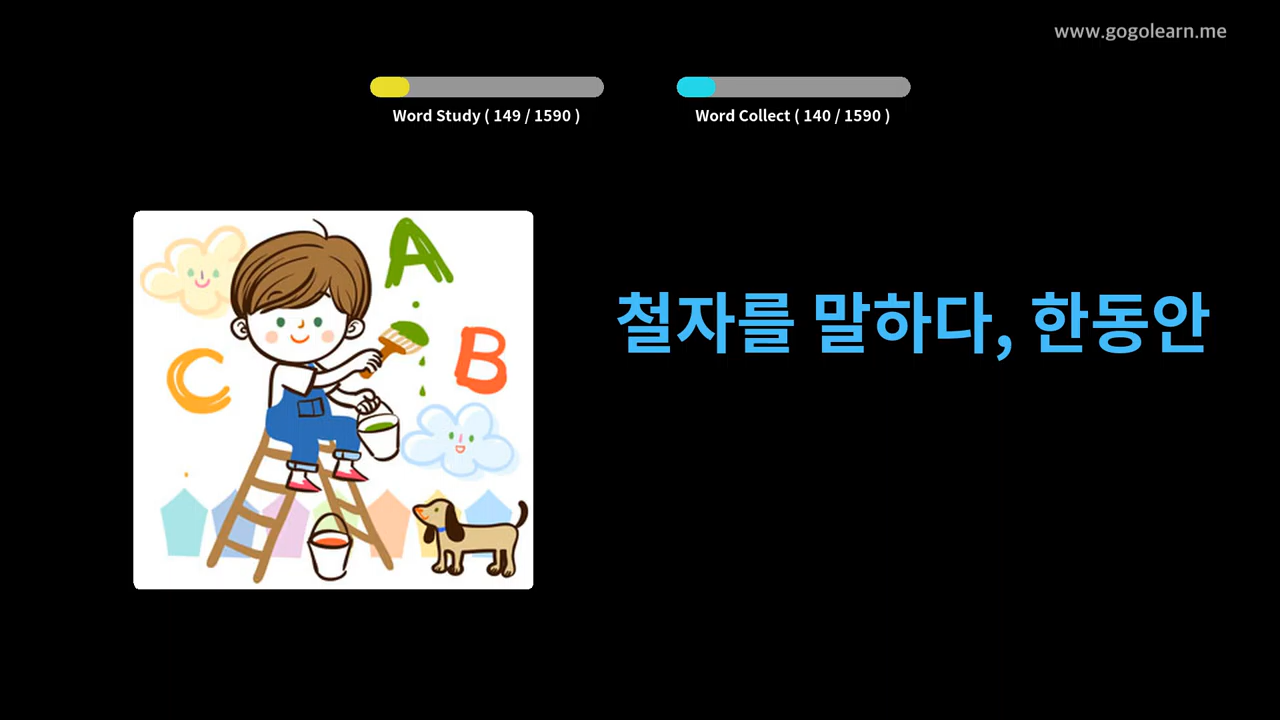 www.gogolearn.me
Word Study ( 149 / 1590 )
Word Collect ( 140 / 1590 )
A
B
C
철자를 말하다, 한동안